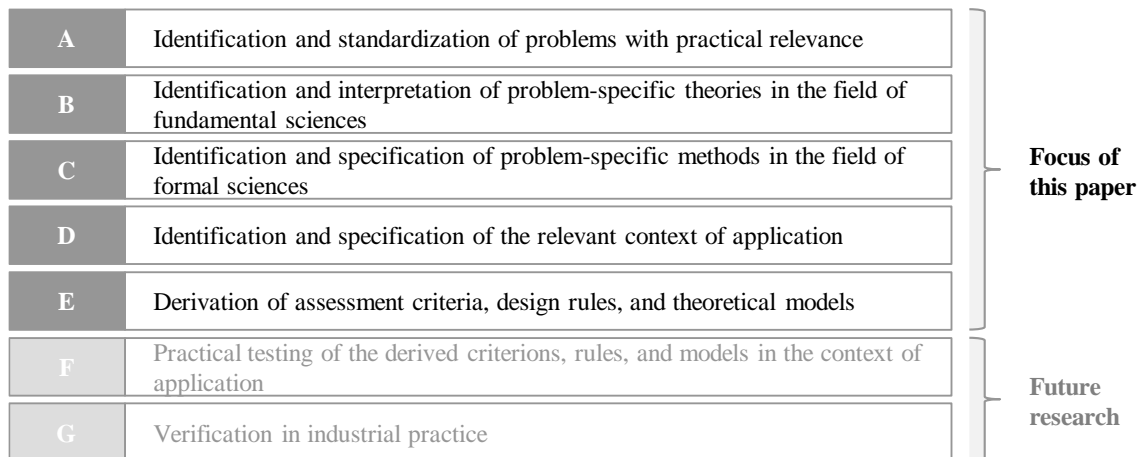 A
Identification and standardization of problems with practical relevance
B
Identification and interpretation of problem-specific theories in the field of
fundamental sciences
C
Identification and specification of problem-specific methods in the field of
formal sciences
D
Identification and specification of the relevant context of application
E
Derivation of assessment criteria, design rules, and theoretical models
Focus of
this paper
F
Practical testing of the derived criterions, rules, and models in the context of
application
G
Verification in industrial practice
Future
research